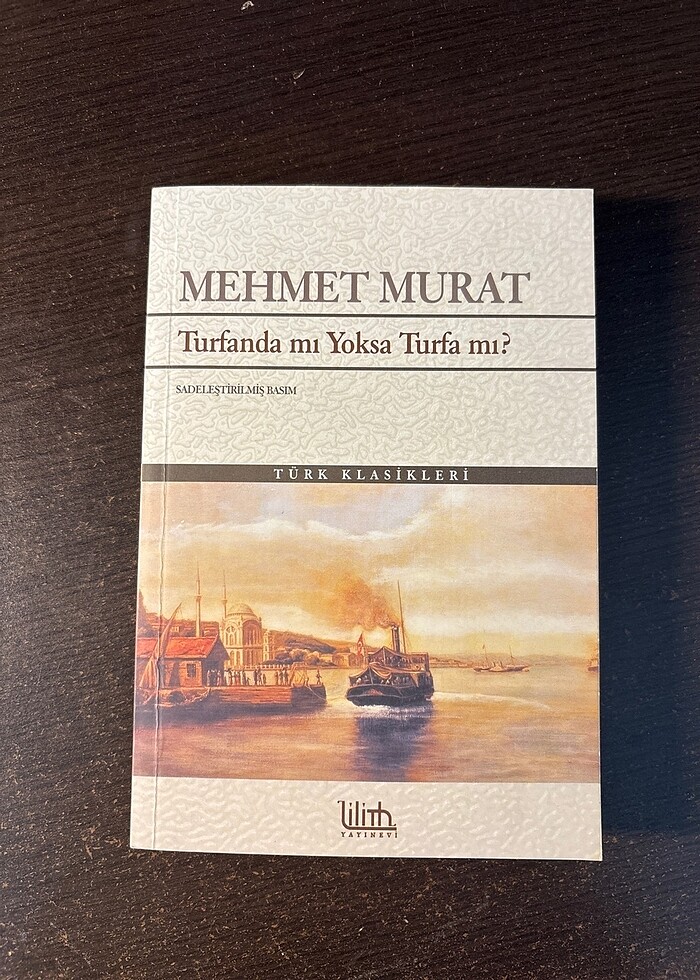 MEHMET MURAT
Turfanda mı Yoksa Turfa mı?
SADELEŞTİRİLMİŞ BASIM
TÜRK KLASİKLERİ
Lilith
YAYINEVİ